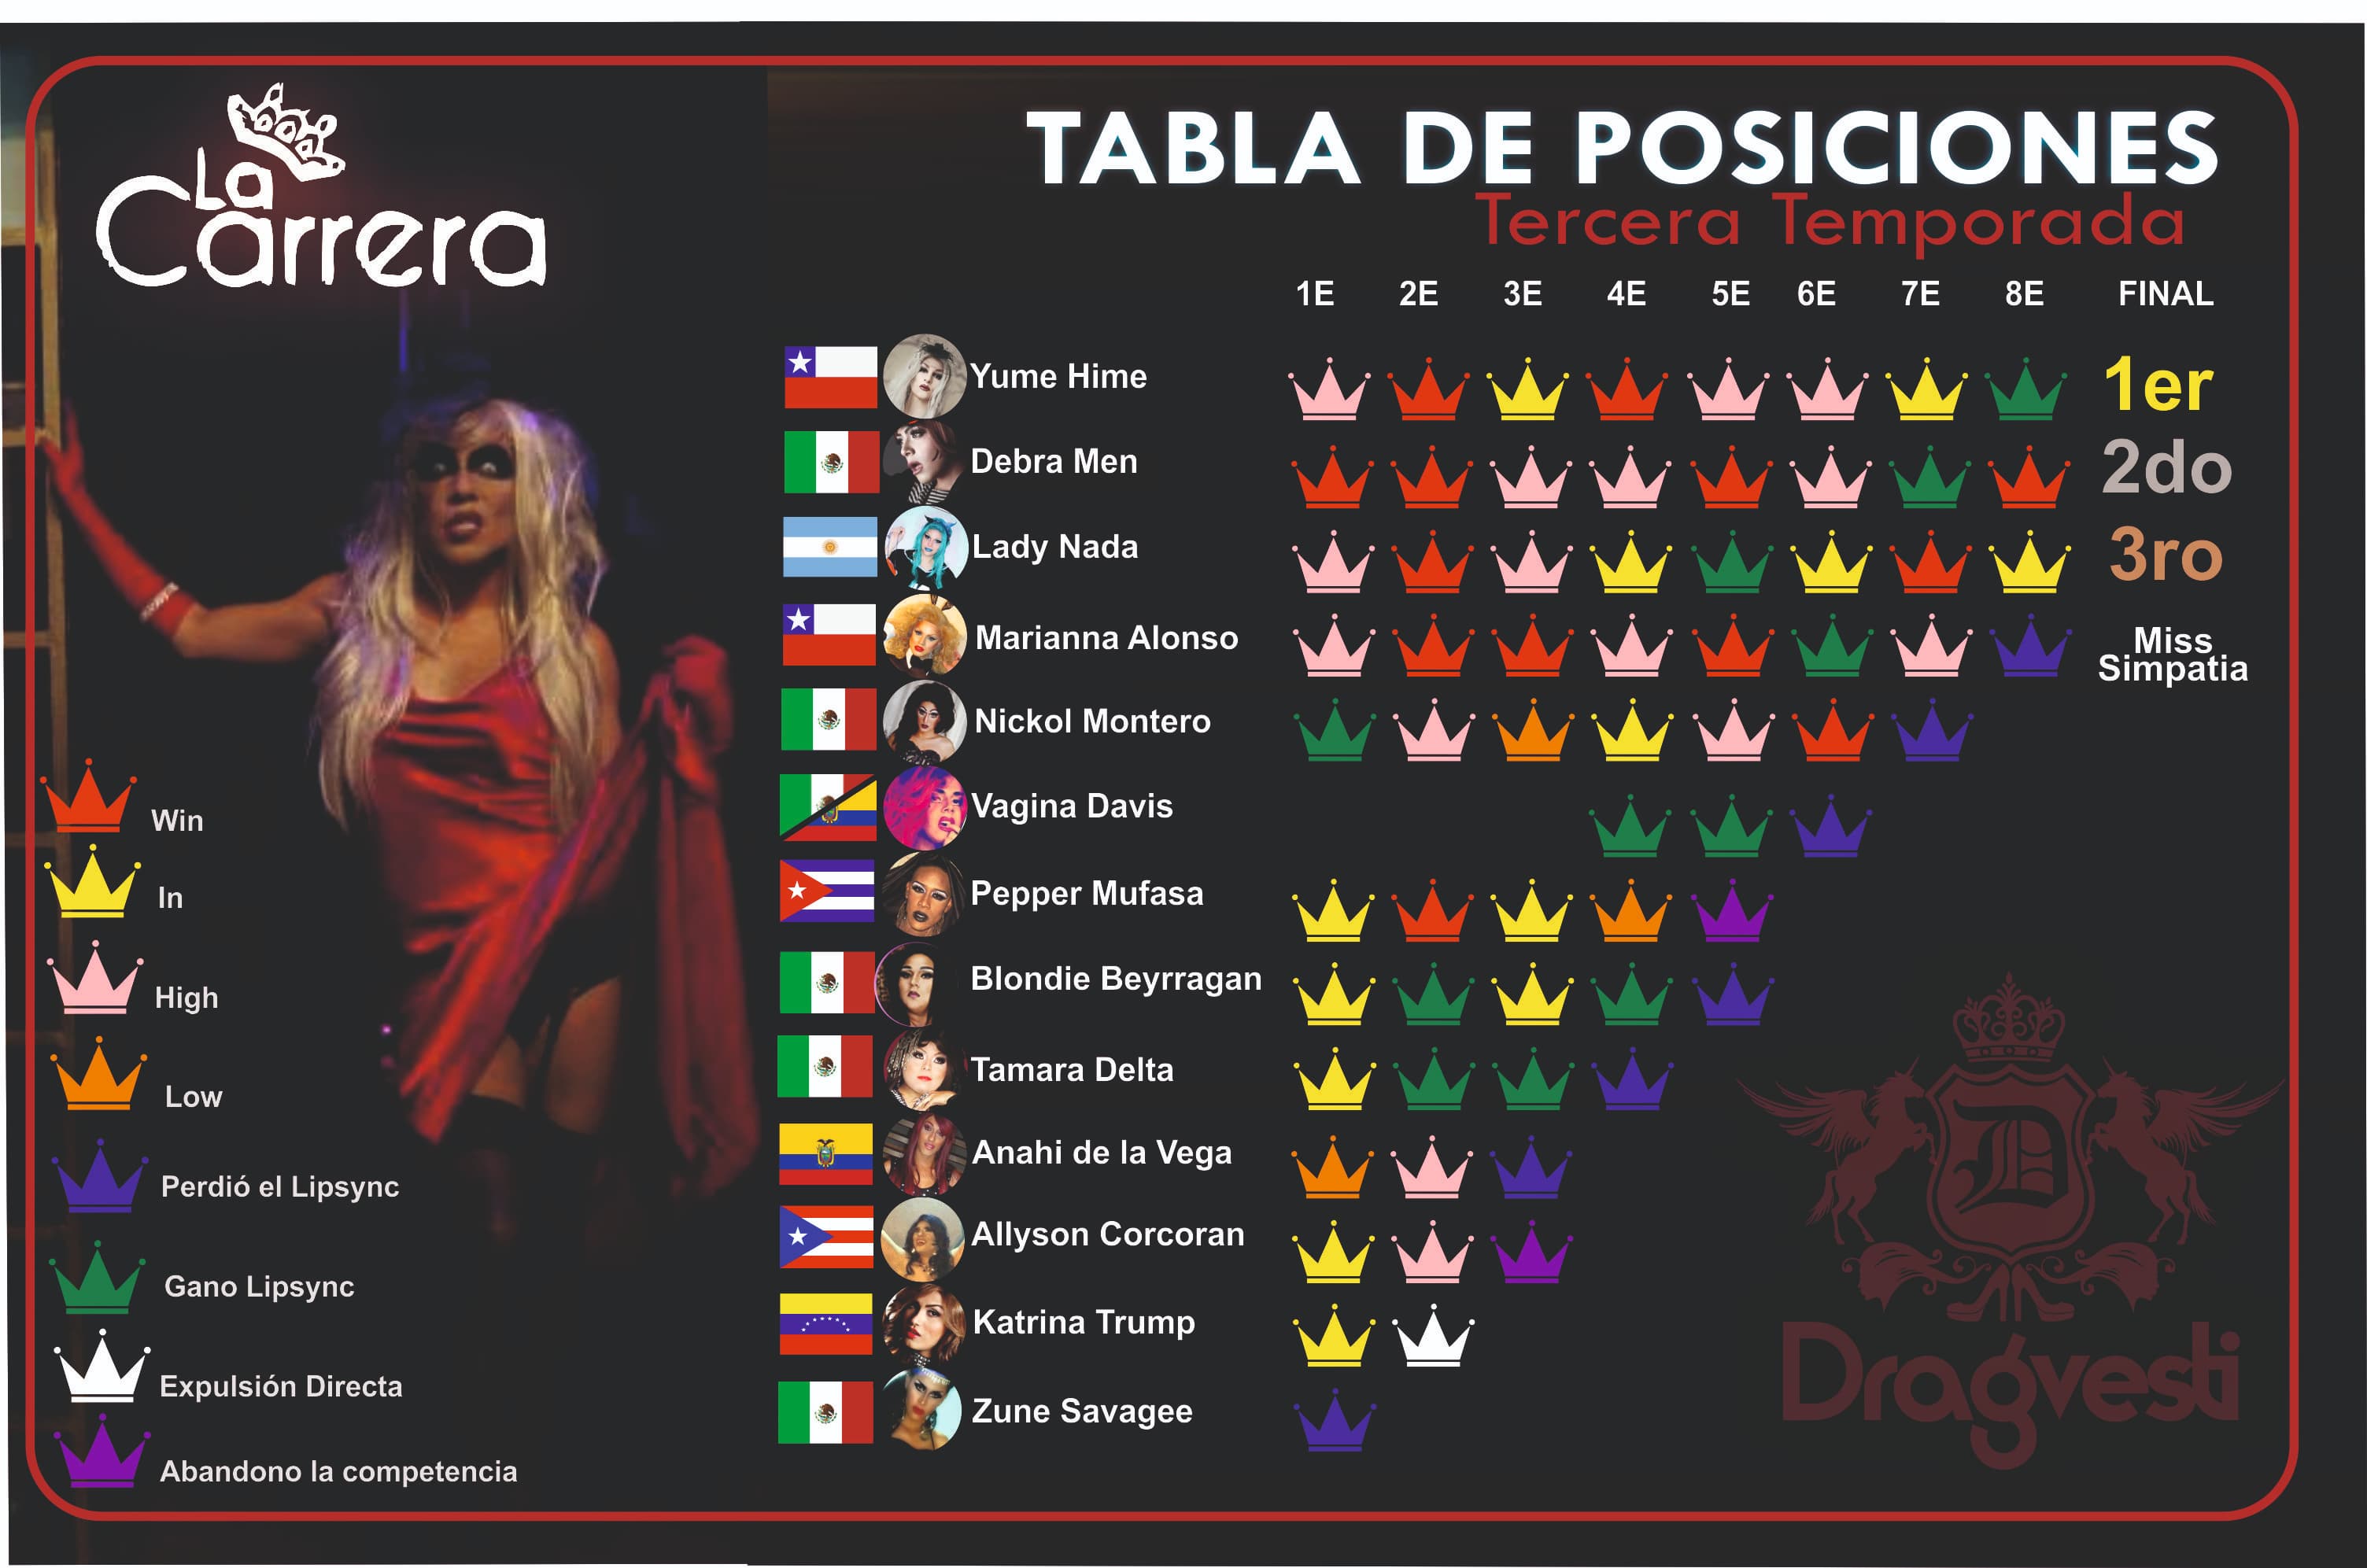 La
Carrera
TABLA DE POSICIONES
Tercera Temporada
1E 2E 3E 4E 5E 6E 7E 8E FINAL
Yume Hime 1er
Debra Men 2do
Lady Nada 3ro
Marianna Alonso Miss
Simpatia
Nickol Montero
Vagina Davis
Pepper Mufasa
Blondie Beyrragan
Tamara Delta
Anahi de la Vega
Allyson Corcoran
Katrina Trump
Zune Savagee
Win
In
High
Low
Perdió el Lipsync
Gano Lipsync
Expulsión Directa
Abandono la competencia
D
Dragvesti